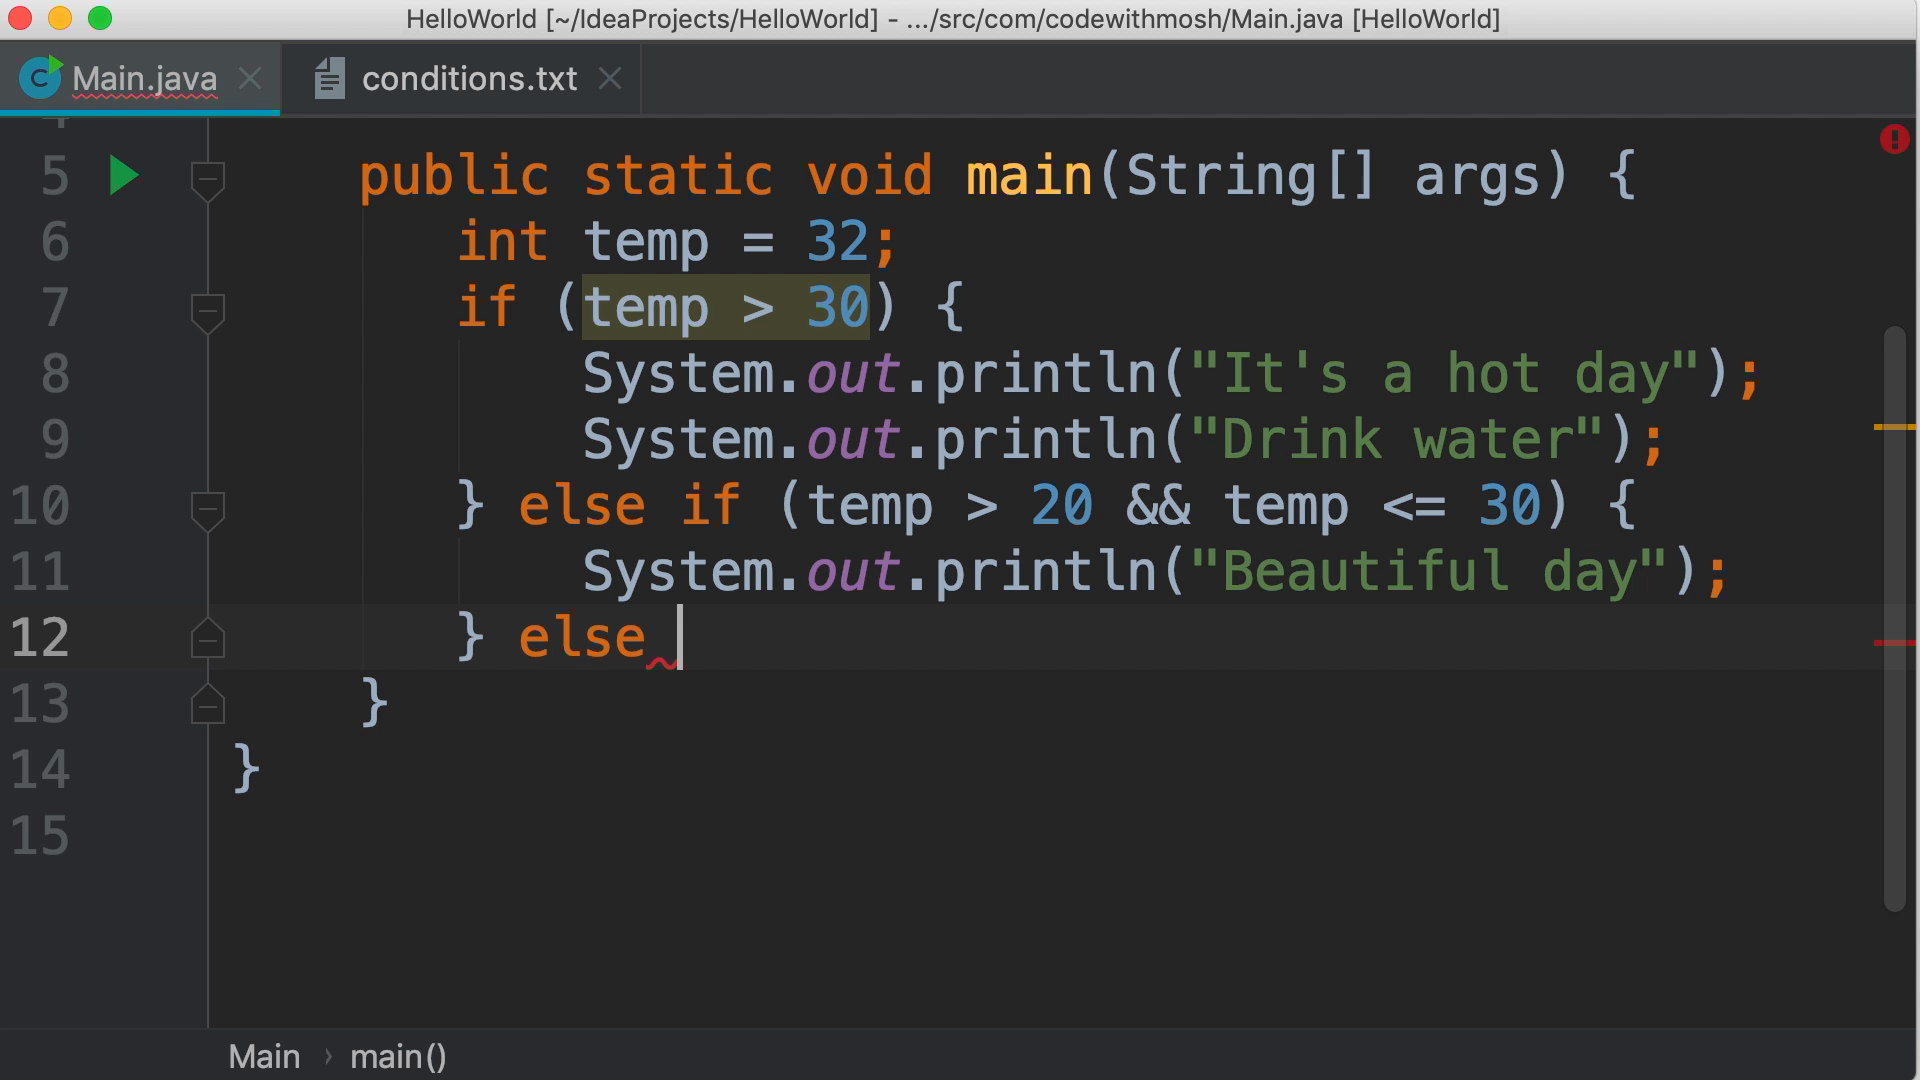 HelloWorld [~/IdeaProjects/HelloWorld] - .../src/com/codewithmosh/Main.java [HelloWorld]
Main.java conditions.txt
5 public static void main(String[] args) {
6 int temp = 32;
7 if (temp > 30) {
8 System.out.println("It's a hot day");
9 System.out.println("Drink water");
10 } else if (temp > 20 && temp <= 30) {
11 System.out.println("Beautiful day");
12 } else
13 }
14 }
15
Main › main()